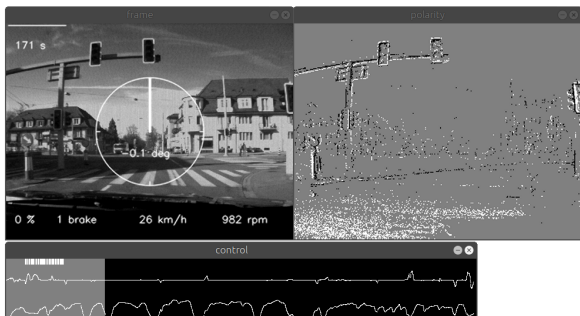 frame
polarity
171 s
-0.1 deg
0 %
1 brake
26 km/h
982 rpm
control